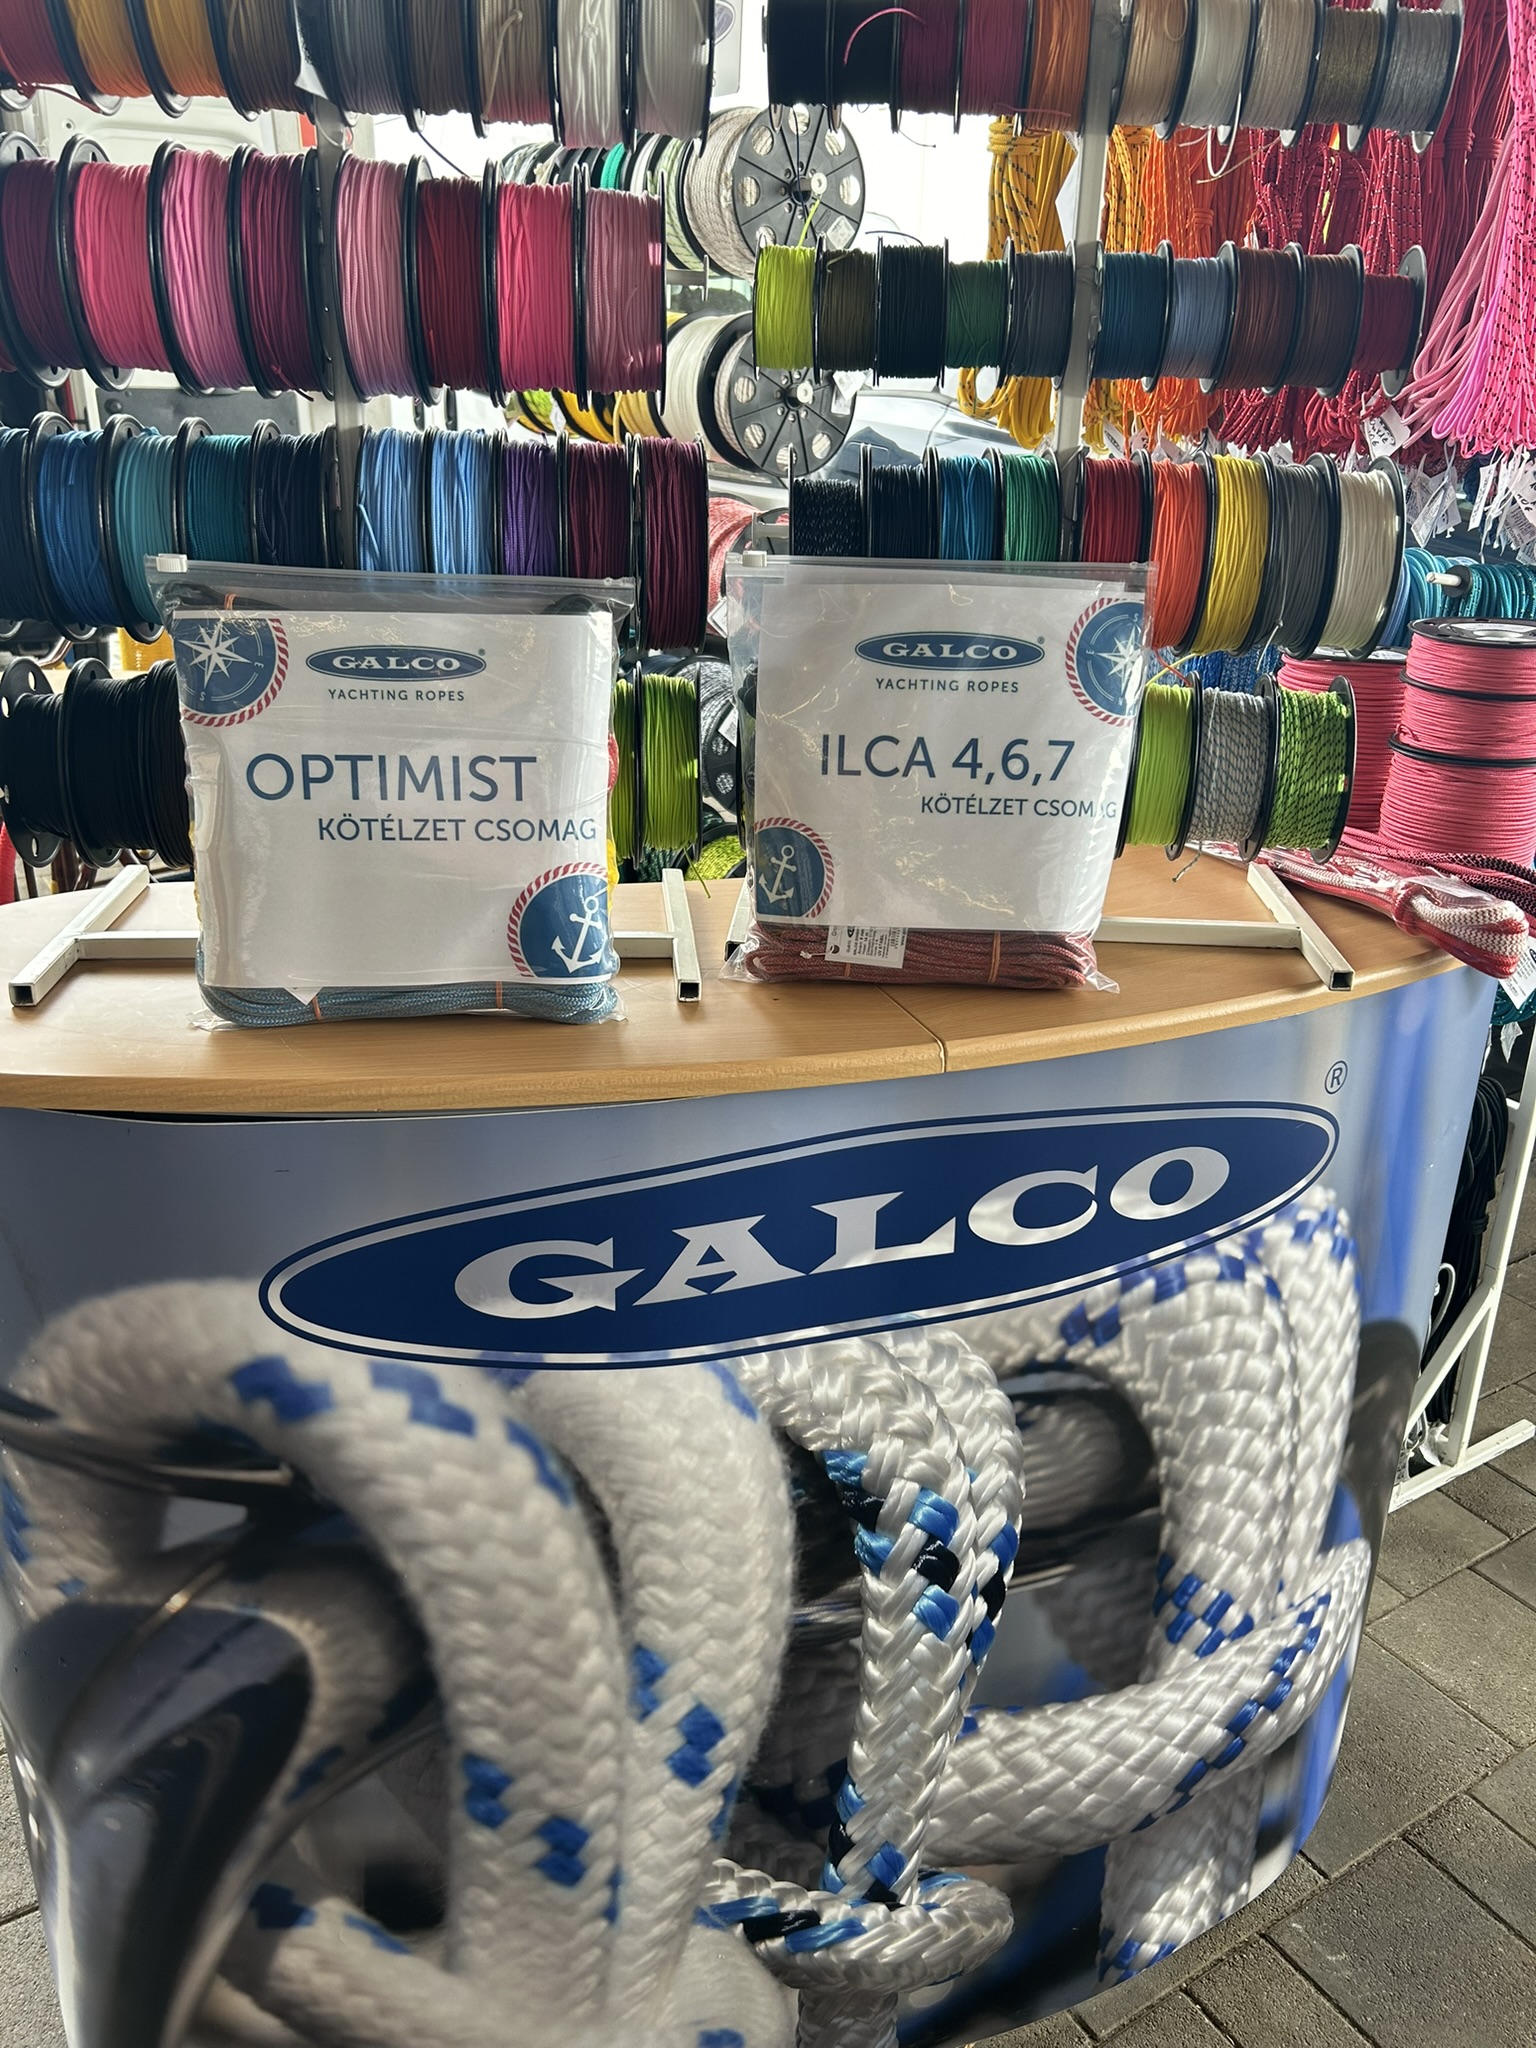 GALCO®
YACHTING ROPES
OPTIMIST
KÖTÉLZET CSOMAG
GALCO®
YACHTING ROPES
ILCA 4,6,7
KÖTÉLZET CSOMAG
GALCO®